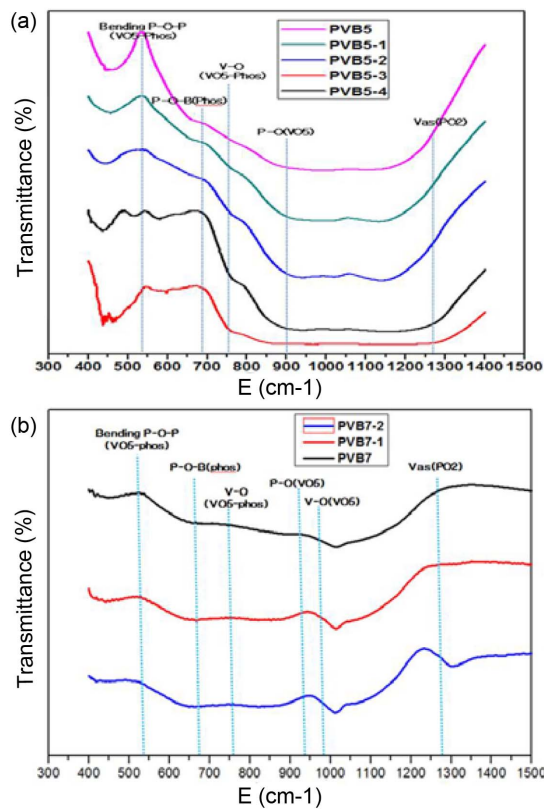 (a)
Bending P-O-P
(VO5-Phos)
V-O
(VO5-Phos)
P-O-B(Phos)
P-O(VO5)
Vas(PO2)
PVB5
PVB5-1
PVB5-2
PVB5-3
PVB5-4
Transmittance (%)
300 400 500 600 700 800 900 1000 1100 1200 1300 1400 1500
E (cm-1)
(b)
Bending P-O-P
(VO5-phos)
P-O-B(phos)
V-O
(VO5-phos)
P-O(VO5)
V-O(VO5)
Vas(PO2)
PVB7-2
PVB7-1
PVB7
Transmittance (%)
300 400 500 600 700 800 900 1000 1100 1200 1300 1400 1500
E (cm-1)